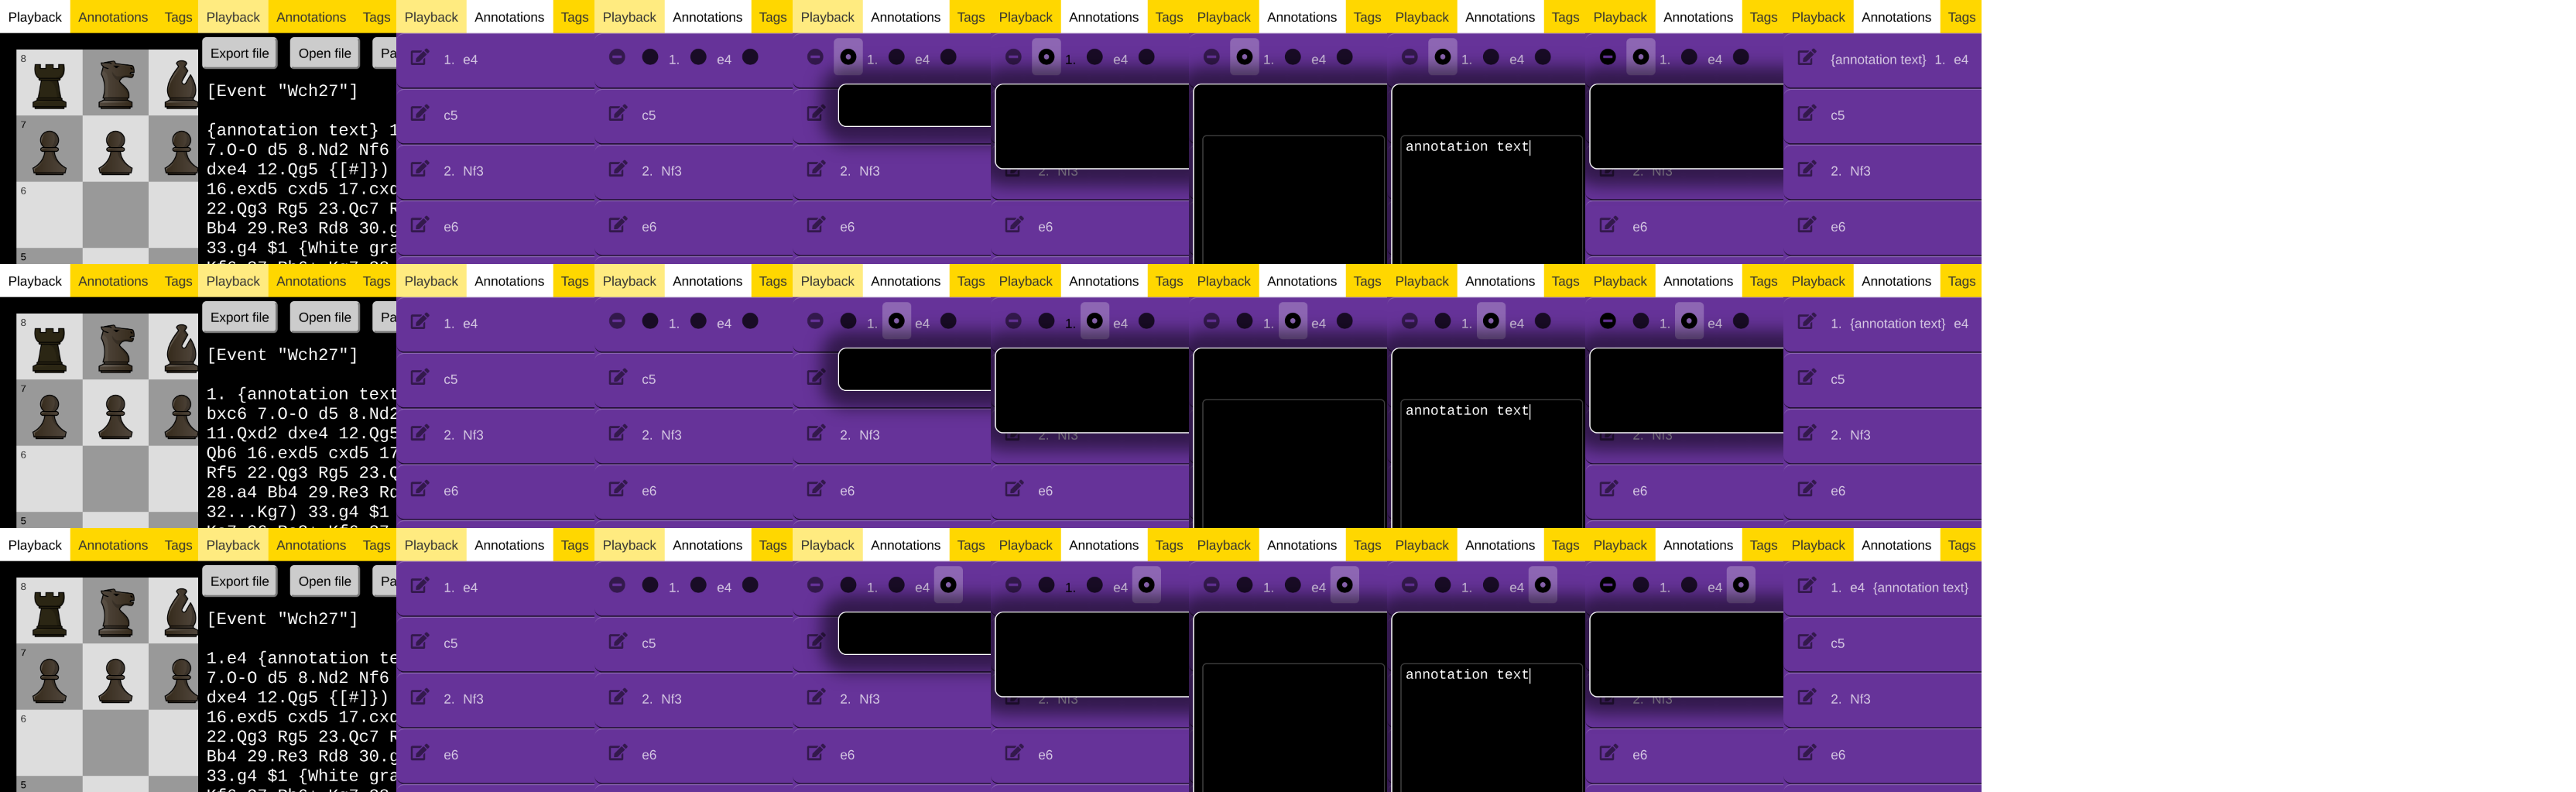 Playback Annotations Tags Playback Annotations Tags Playback Annotations Tags Playback Annotations Tags Playback Annotations Tags Playback Annotations Tags Playback Annotations Tags Playback Annotations Tags Playback Annotations Tags Playback Annotations Tags
Export file Open file Pa
8
[Event "Wch27"]
{annotation text} 1
7.O-O d5 8.Nd2 Nf6
dxe4 12.Qg5 {[#]})
16.exd5 cxd5 17.cxd
22.Qg3 Rg5 23.Qc7 R
Bb4 29.Re3 Rd8 30.g
33.g4 $1 {White gra
7
6
5
1. e4 1. e4 1. e4 1. e4 1. e4 1. e4 1. e4 {annotation text} 1. e4
c5 c5 c5
2. Nf3 2. Nf3 2. Nf3 2. Nf3 2. Nf3 2. Nf3
e6 e6 e6 e6 e6 e6
annotation text
Playback Annotations Tags Playback Annotations Tags Playback Annotations Tags Playback Annotations Tags Playback Annotations Tags Playback Annotations Tags Playback Annotations Tags Playback Annotations Tags Playback Annotations Tags Playback Annotations Tags
Export file Open file Pa
8
[Event "Wch27"]
1. {annotation text
bxc6 7.O-O d5 8.Nd2
11.Qxd2 dxe4 12.Qg5
Qb6 16.exd5 cxd5 17
Rf5 22.Qg3 Rg5 23.Q
28.a4 Bb4 29.Re3 Rd
32...Kg7) 33.g4 $1
7
6
5
1. e4 1. e4 1. e4 1. e4 1. e4 1. e4 1. e4 1. {annotation text} e4
c5 c5 c5
2. Nf3 2. Nf3 2. Nf3 2. Nf3 2. Nf3 2. Nf3
e6 e6 e6 e6 e6 e6
annotation text
Playback Annotations Tags Playback Annotations Tags Playback Annotations Tags Playback Annotations Tags Playback Annotations Tags Playback Annotations Tags Playback Annotations Tags Playback Annotations Tags Playback Annotations Tags Playback Annotations Tags
Export file Open file Pa
8
[Event "Wch27"]
1.e4 {annotation te
7.O-O d5 8.Nd2 Nf6
dxe4 12.Qg5 {[#]})
16.exd5 cxd5 17.cxd
22.Qg3 Rg5 23.Qc7 R
Bb4 29.Re3 Rd8 30.g
33.g4 $1 {White gra
7
6
5
1. e4 1. e4 1. e4 1. e4 1. e4 1. e4 1. e4 1. e4 {annotation text}
c5 c5 c5
2. Nf3 2. Nf3 2. Nf3 2. Nf3 2. Nf3 2. Nf3
e6 e6 e6 e6 e6 e6
annotation text